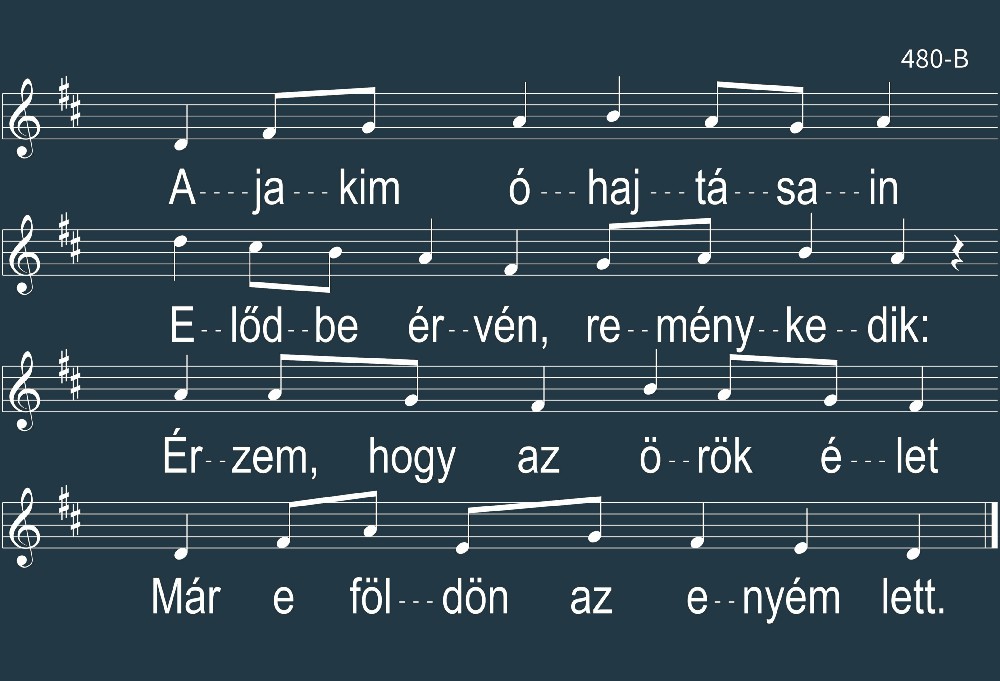 480-B
A----ja---kim ó---haj---tá---sa---in
E--lőd--be ér--vén, re--mény--ke--dik:
Ér--zem, hogy az ö--rök é---let
Már e föl---dön az e--nyém lett.